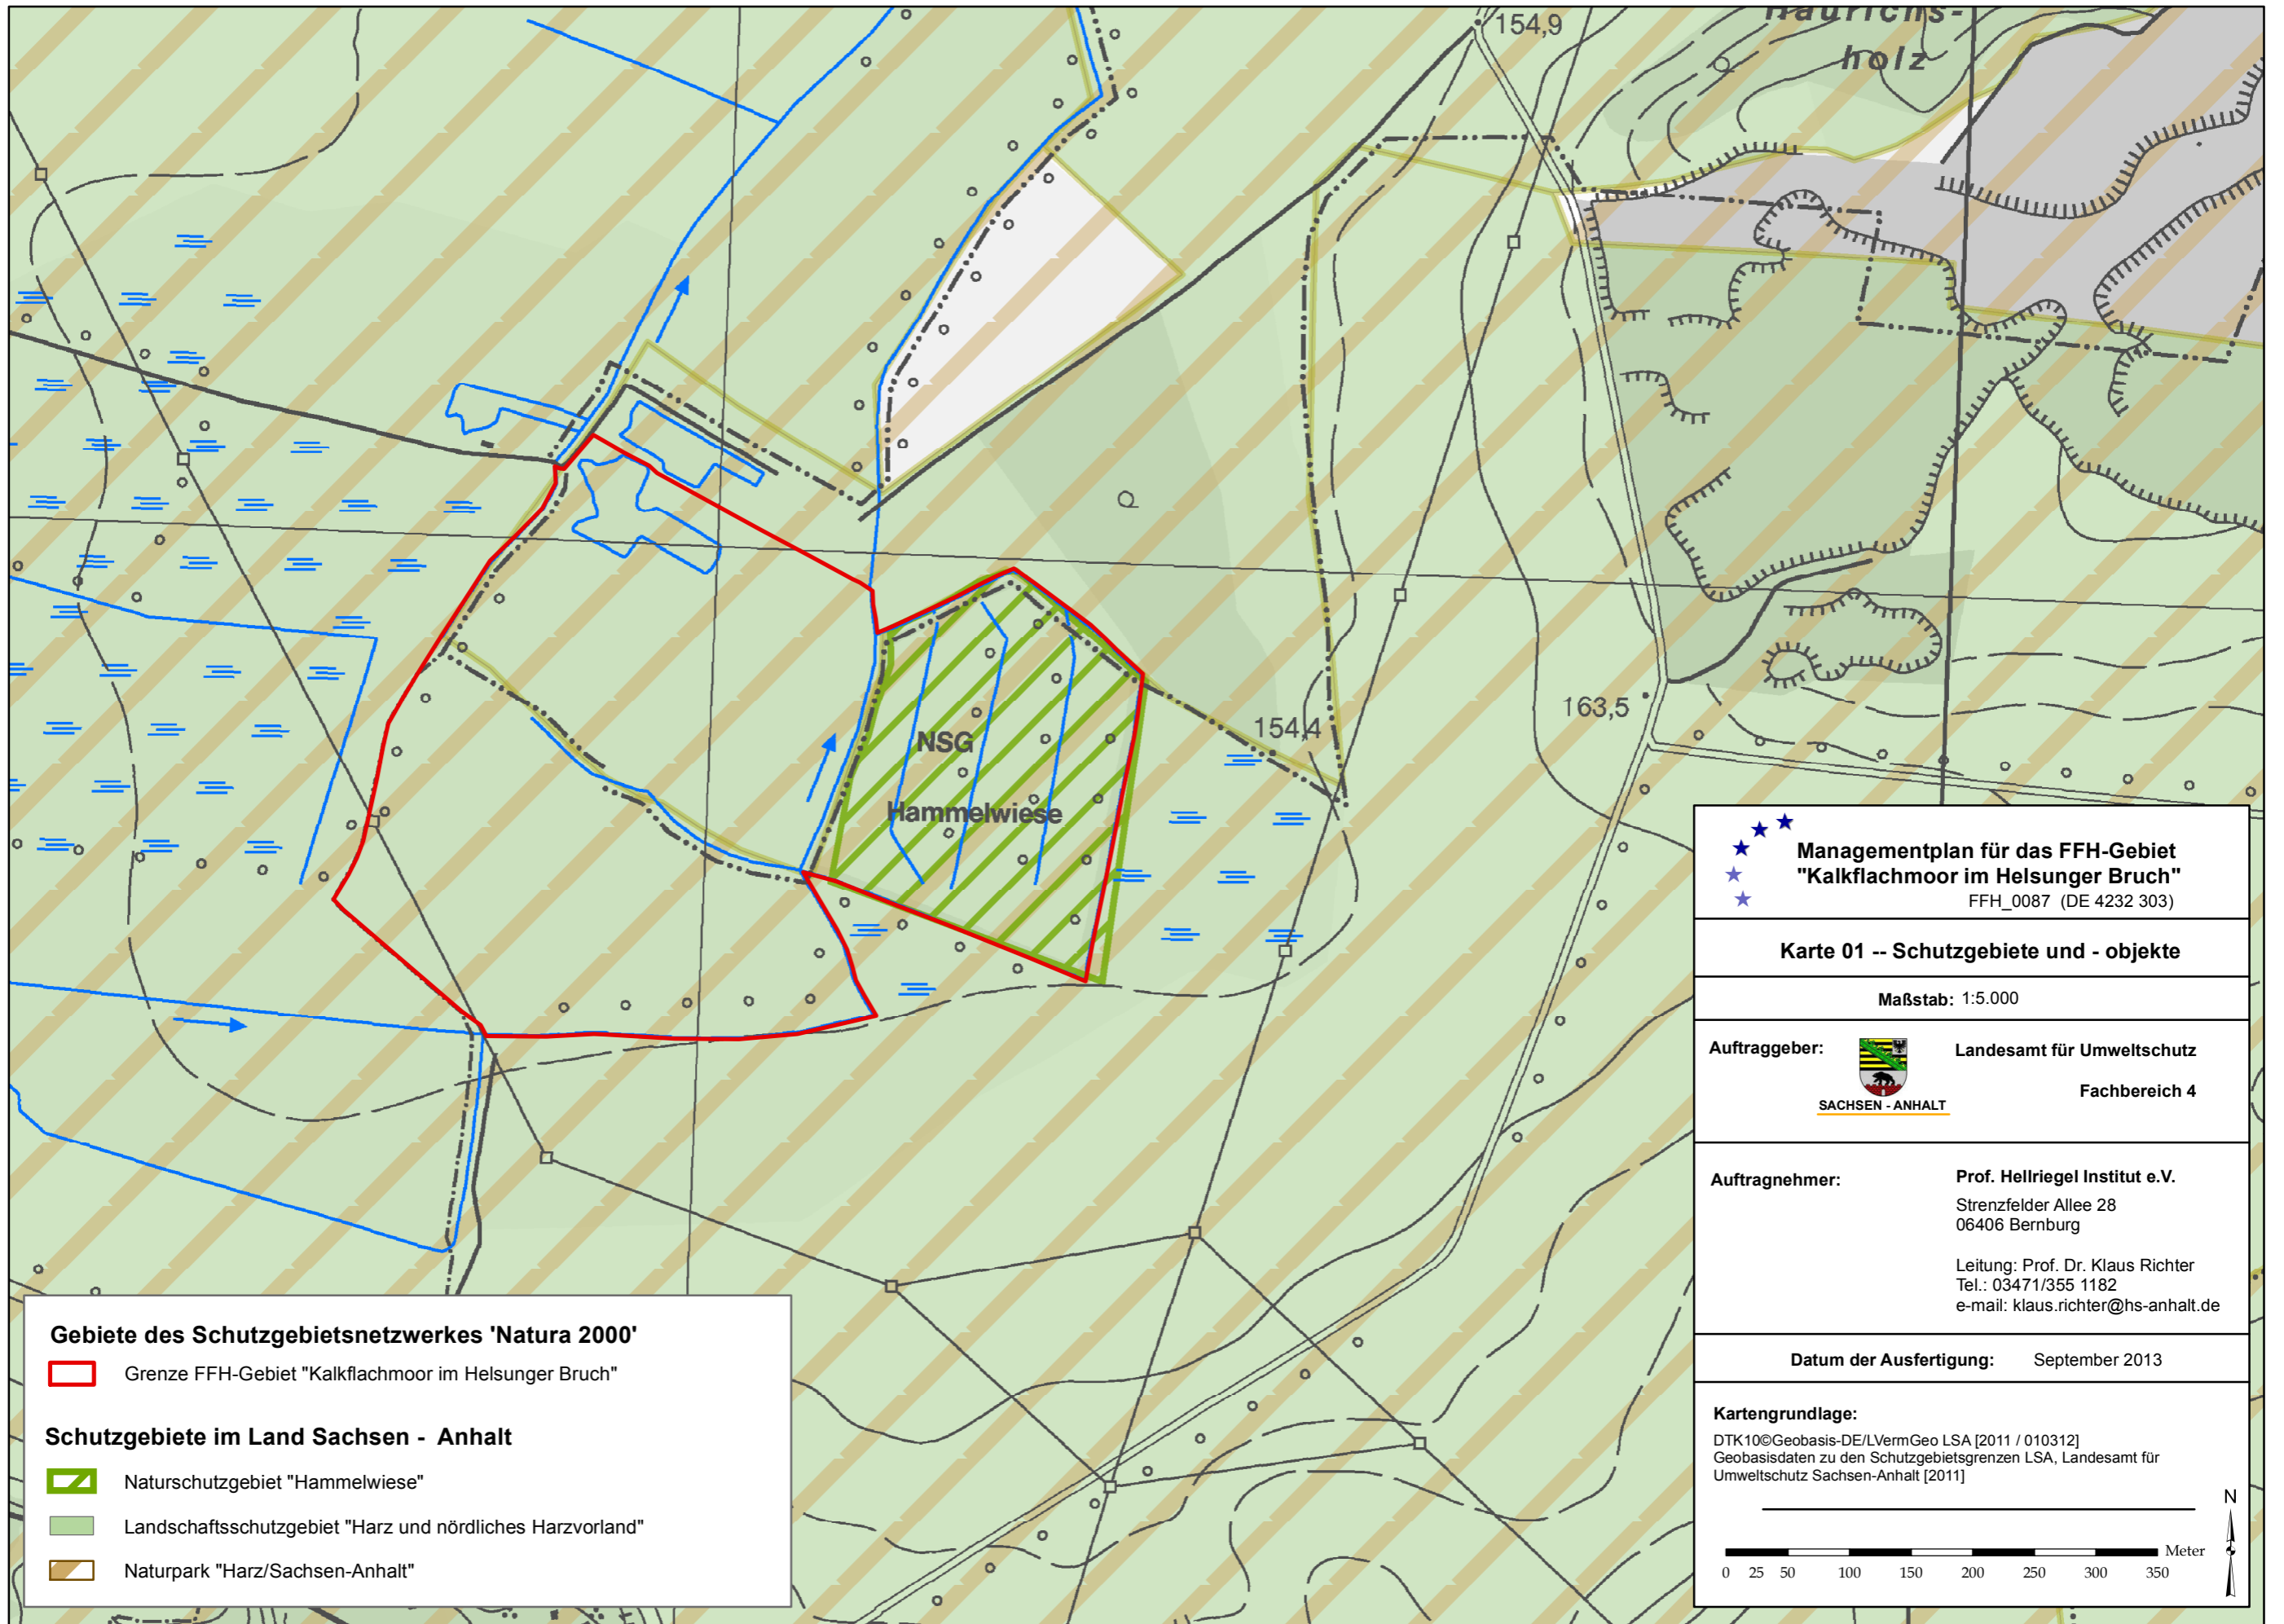 154,9
Haurichs-
holz
154,4
163,5
NSG
Hammelwiese
Managementplan für das FFH-Gebiet
"Kalkflachmoor im Helsunger Bruch"
FFH_0087 (DE 4232 303)
Karte 01 -- Schutzgebiete und - objekte
Maßstab: 1:5.000
Auftraggeber:
SACHSEN - ANHALT
Landesamt für Umweltschutz
Fachbereich 4
Auftragnehmer:
Prof. Hellriegel Institut e.V.
Strenzfelder Allee 28
06406 Bernburg
Leitung: Prof. Dr. Klaus Richter
Tel.: 03471/355 1182
e-mail: klaus.richter@hs-anhalt.de
Datum der Ausfertigung: September 2013
Kartengrundlage:
DTK10©Geobasis-DE/LVermGeo LSA [2011 / 010312]
Geobasisdaten zu den Schutzgebietsgrenzen LSA, Landesamt für
Umweltschutz Sachsen-Anhalt [2011]
N
Meter
0 25 50 100 150 200 250 300 350
Gebiete des Schutzgebietsnetzwerkes 'Natura 2000'
Grenze FFH-Gebiet "Kalkflachmoor im Helsunger Bruch"
Schutzgebiete im Land Sachsen - Anhalt
Naturschutzgebiet "Hammelwiese"
Landschaftsschutzgebiet "Harz und nördliches Harzvorland"
Naturpark "Harz/Sachsen-Anhalt"